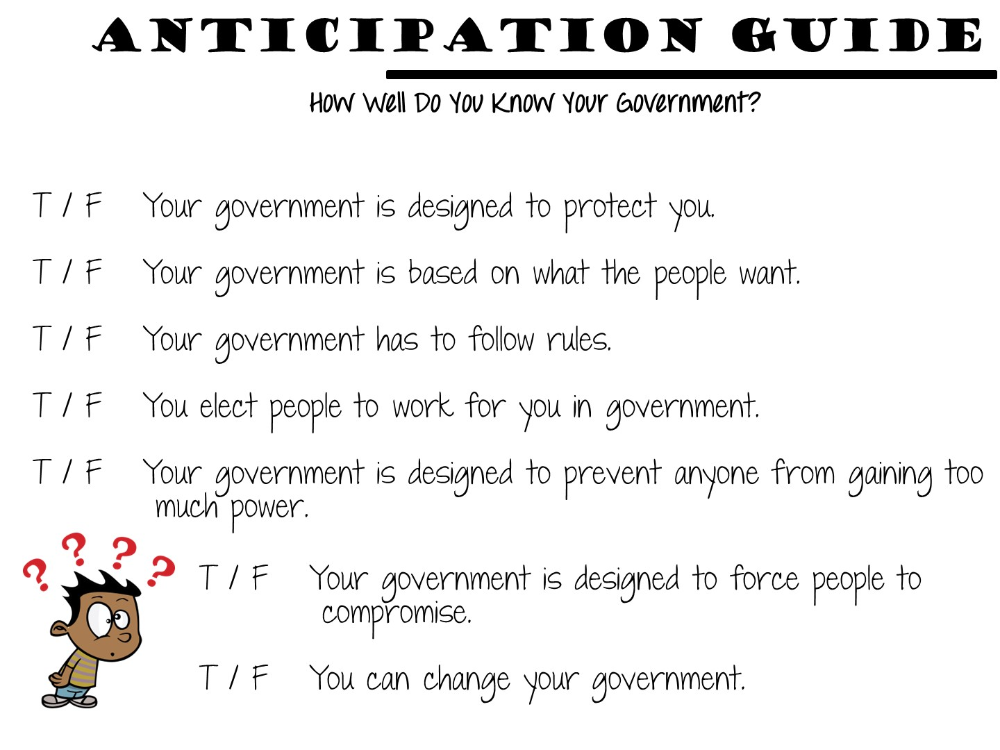 ANTICIPATION GUIDE
How Well Do You Know Your Government?
T / F Your government is designed to protect you.
T / F Your government is based on what the people want.
T / F Your government has to follow rules.
T / F You elect people to work for you in government.
T / F Your government is designed to prevent anyone from gaining too
much power.
? ? ? ?
T / F Your government is designed to force people to
compromise.
T / F You can change your government.